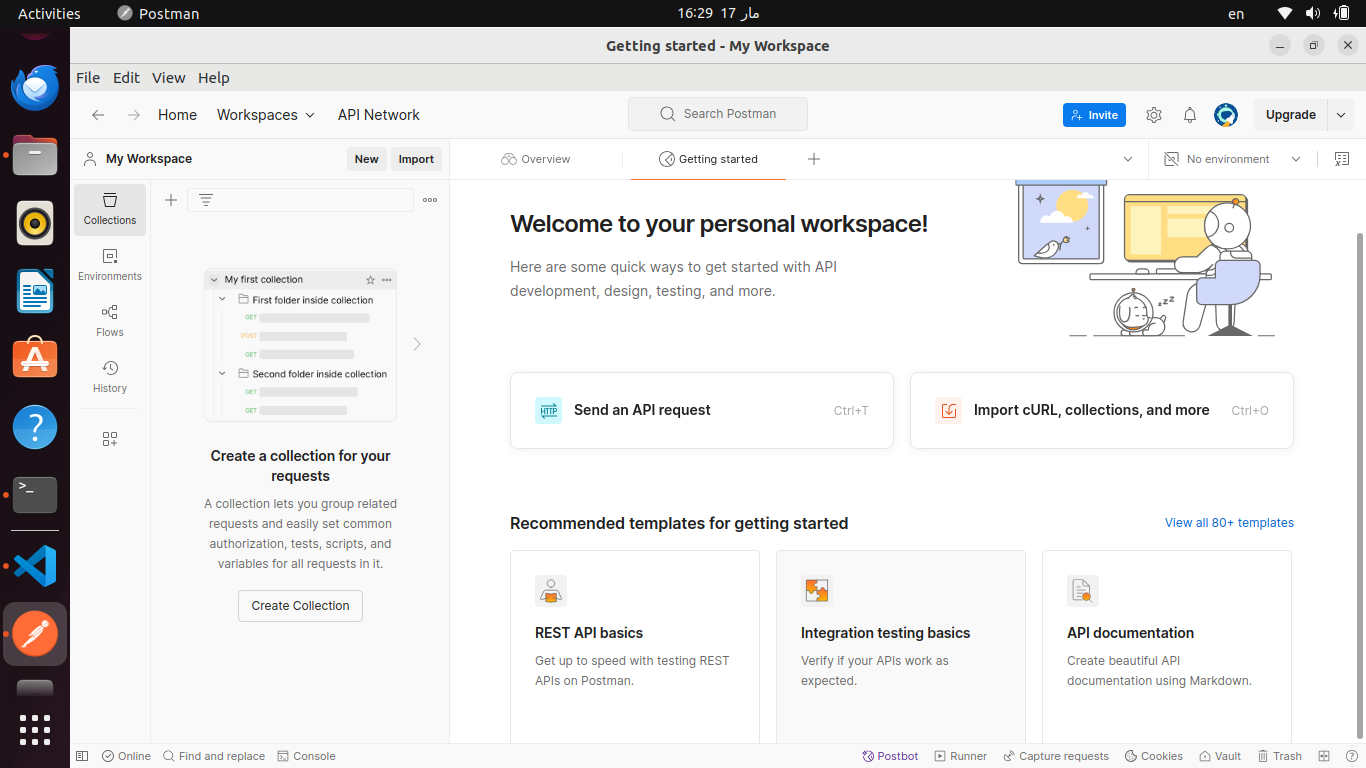 Activities
Postman
مار 17 16:29
en
Getting started - My Workspace
File Edit View Help
Home Workspaces API Network
Search Postman
Invite
Upgrade
My Workspace
New
Import
Overview
Getting started
No environment
Collections
Environments
Flows
History
My first collection
First folder inside collection
GET
POST
GET
Second folder inside collection
GET
GET
Create a collection for your
requests
A collection lets you group related
requests and easily set common
authorization, tests, scripts, and
variables for all requests in it.
Create Collection
Welcome to your personal workspace!
Here are some quick ways to get started with API
development, design, testing, and more.
z z z
HTTP
Send an API request
Ctrl+T
Import cURL, collections, and more
Ctrl+O
Recommended templates for getting started
View all 80+ templates
REST API basics
Get up to speed with testing REST
APIs on Postman.
Integration testing basics
Verify if your APIs work as
expected.
API documentation
Create beautiful API
documentation using Markdown.
Online
Find and replace
Console
Postbot
Runner
Capture requests
Cookies
Vault
Trash